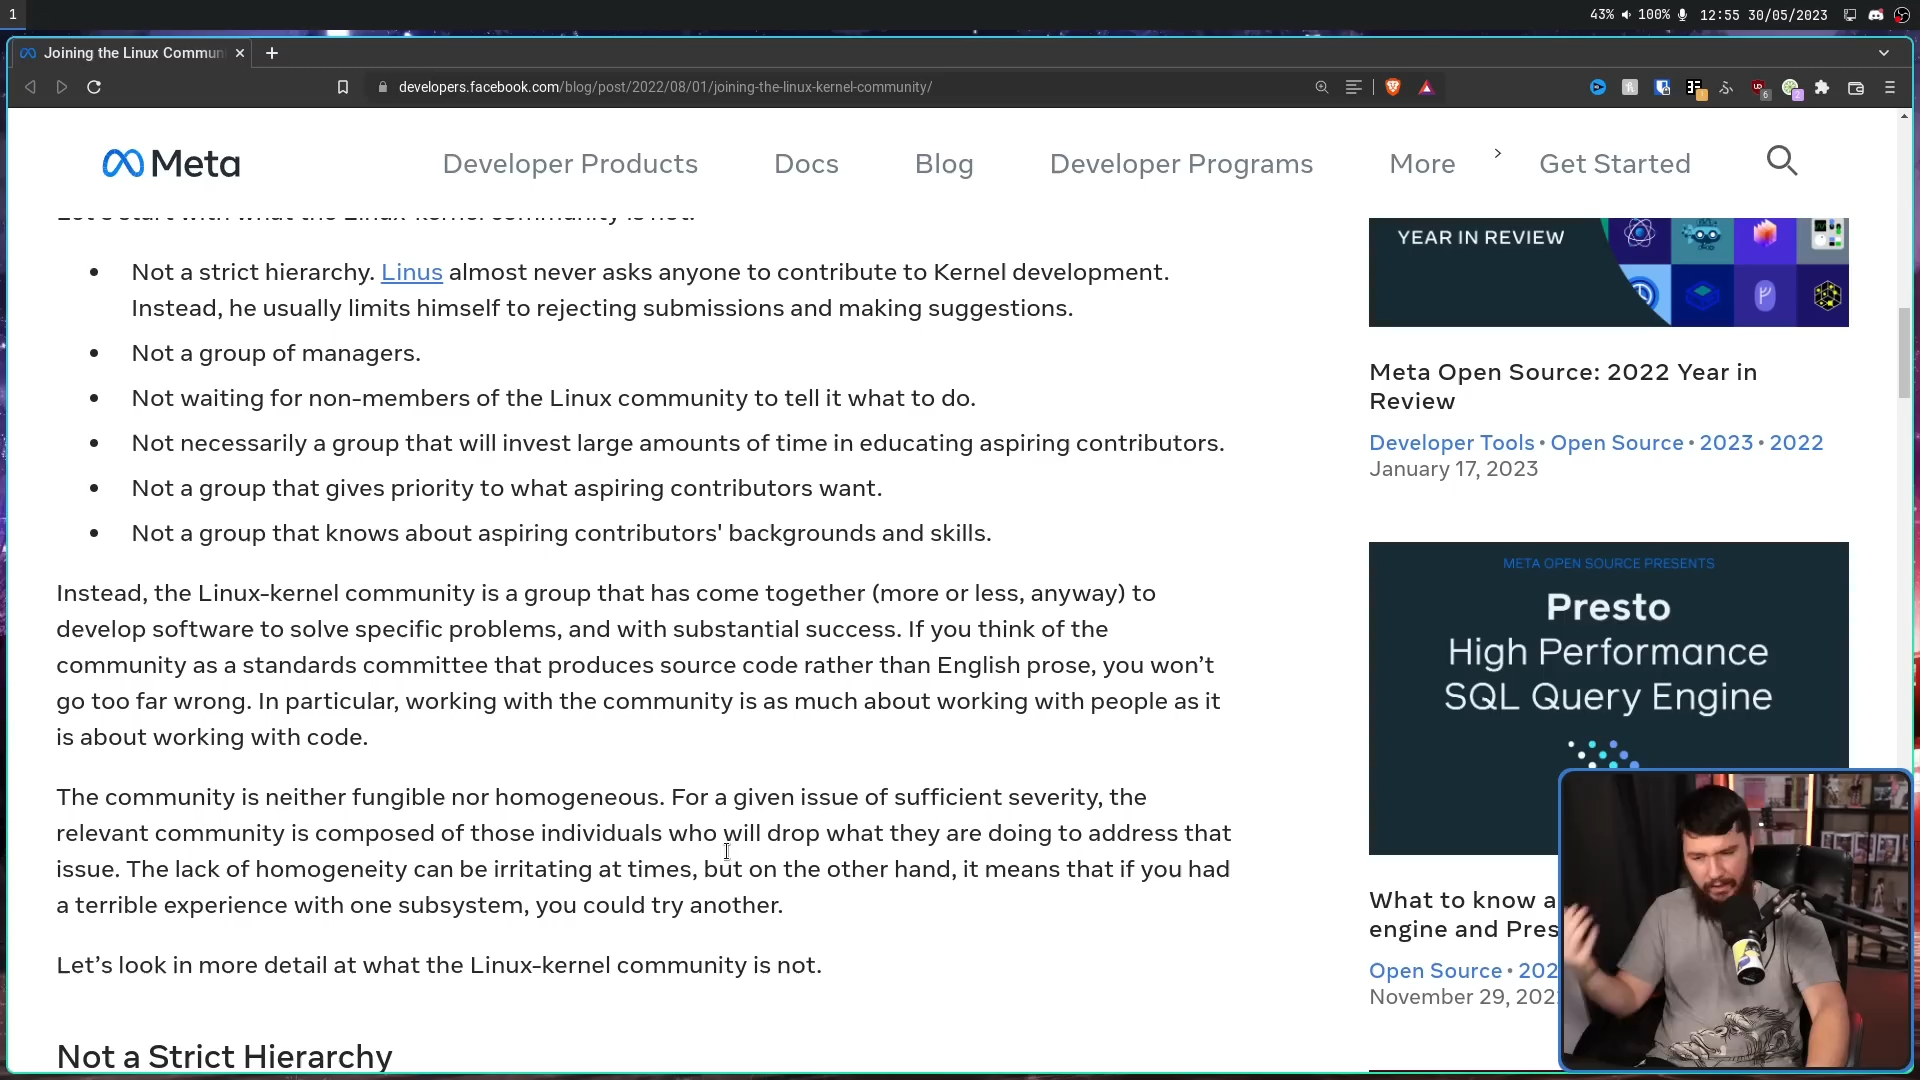 1
43% 100% 12:55 30/05/2023
Joining the Linux Commun
developers.facebook.com/blog/post/2022/08/01/joining-the-linux-kernel-community/
Meta Developer Products Docs Blog Developer Programs More Get Started
Let's start with what the Linux-kernel community is not:
• Not a strict hierarchy. Linus almost never asks anyone to contribute to Kernel development.
Instead, he usually limits himself to rejecting submissions and making suggestions.
• Not a group of managers.
• Not waiting for non-members of the Linux community to tell it what to do.
• Not necessarily a group that will invest large amounts of time in educating aspiring contributors.
• Not a group that gives priority to what aspiring contributors want.
• Not a group that knows about aspiring contributors' backgrounds and skills.
Instead, the Linux-kernel community is a group that has come together (more or less, anyway) to
develop software to solve specific problems, and with substantial success. If you think of the
community as a standards committee that produces source code rather than English prose, you won’t
go too far wrong. In particular, working with the community is as much about working with people as it
is about working with code.
The community is neither fungible nor homogeneous. For a given issue of sufficient severity, the
relevant community is composed of those individuals who will drop what they are doing to address that
issue. The lack of homogeneity can be irritating at times, but on the other hand, it means that if you had
a terrible experience with one subsystem, you could try another.
Let’s look in more detail at what the Linux-kernel community is not.
Not a Strict Hierarchy
YEAR IN REVIEW
Meta Open Source: 2022 Year in
Review
Developer Tools • Open Source • 2023 • 2022
January 17, 2023
META OPEN SOURCE PRESENTS
Presto
High Performance
SQL Query Engine
What to know a
engine and Pres
Open Source • 202
November 29, 202